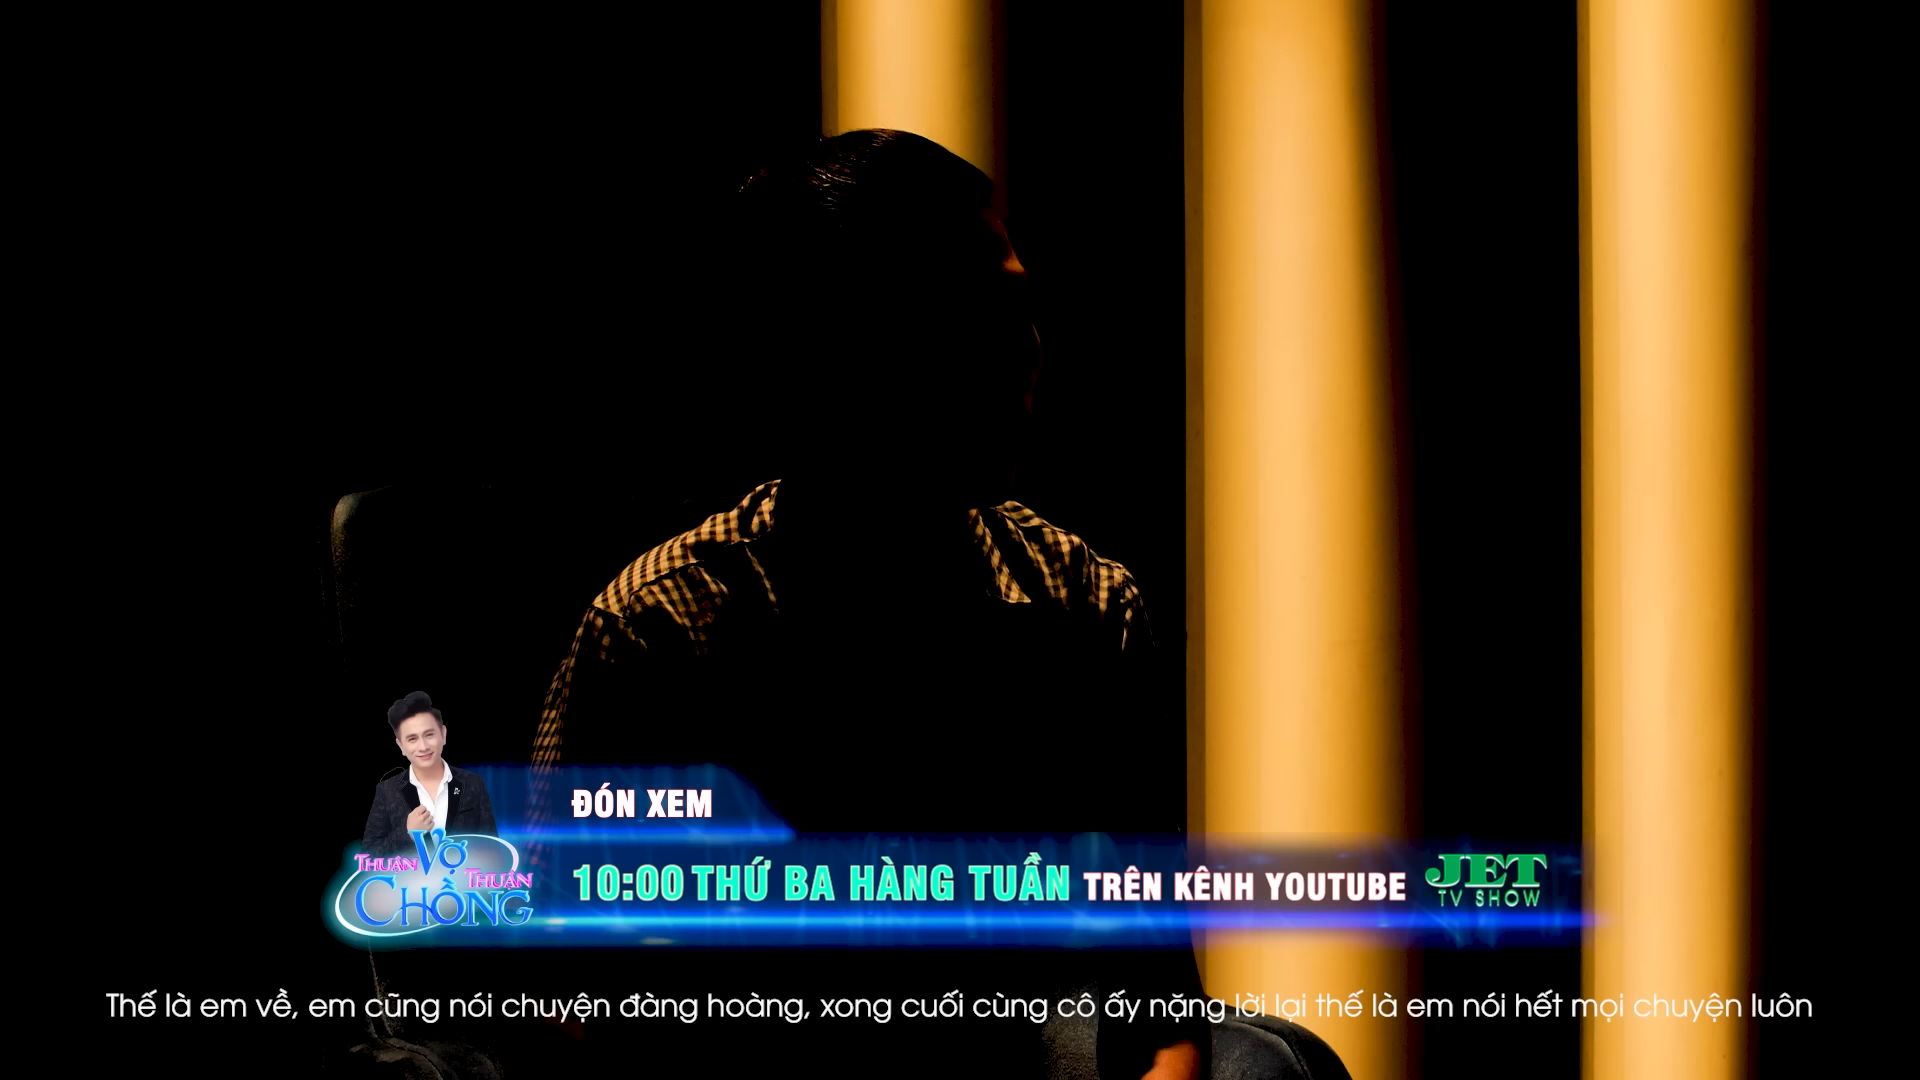 ĐÓN XEM
THUẬN VỢ THUẬN CHỒNG
10:00 THỨ BA HÀNG TUẦN TRÊN KÊNH YOUTUBE JET TV SHOW
Thế là em về, em cũng nói chuyện đàng hoàng, xong cuối cùng cô ấy nặng lời lại thế là em nói hết mọi chuyện luôn